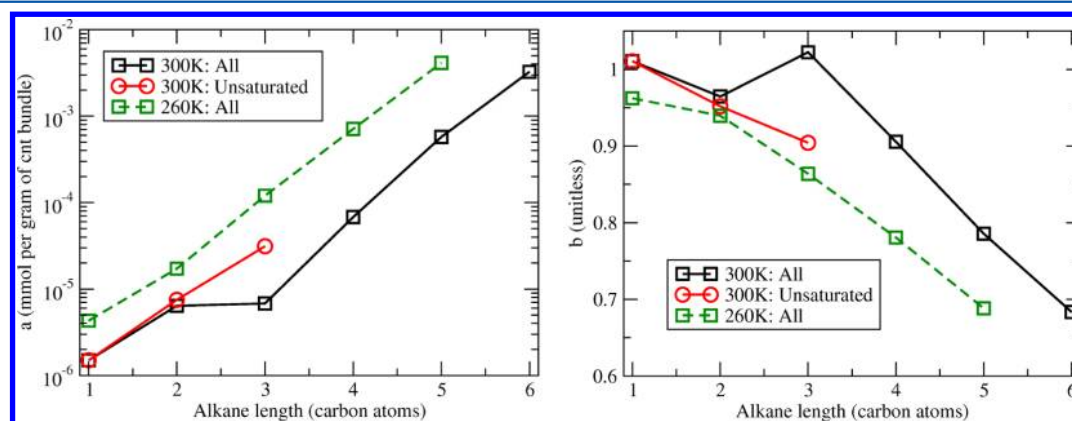 a (mmol per gram of cnt bundle)
10⁻²
10⁻³
10⁻⁴
10⁻⁵
10⁻⁶
300K: All
300K: Unsaturated
260K: All
1 2 3 4 5 6
Alkane length (carbon atoms)
b (unitless)
1
0.9
0.8
0.7
0.6
300K: All
300K: Unsaturated
260K: All
1 2 3 4 5 6
Alkane length (carbon atoms)